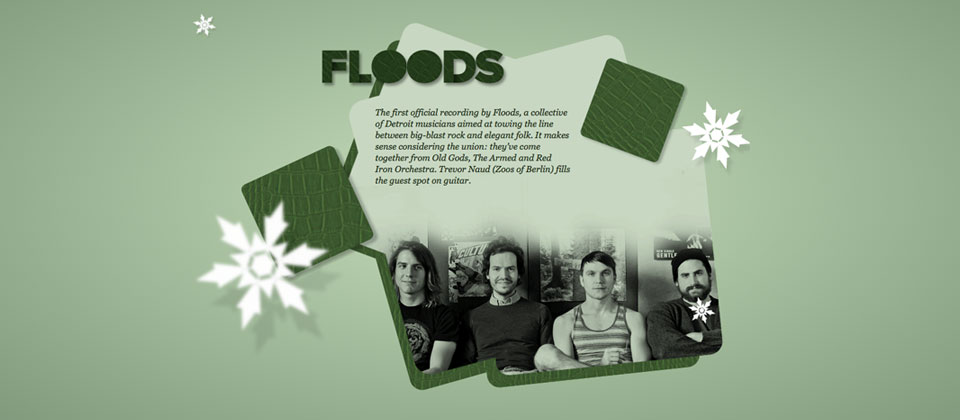 FLOODS
The first official recording by Floods, a collective
of Detroit musicians aimed at towing the line
between big-blast rock and elegant folk. It makes
sense considering the union: they've come
together from Old Gods, The Armed and Red
Iron Orchestra. Trevor Naud (Zoos of Berlin) fills
the guest spot on guitar.